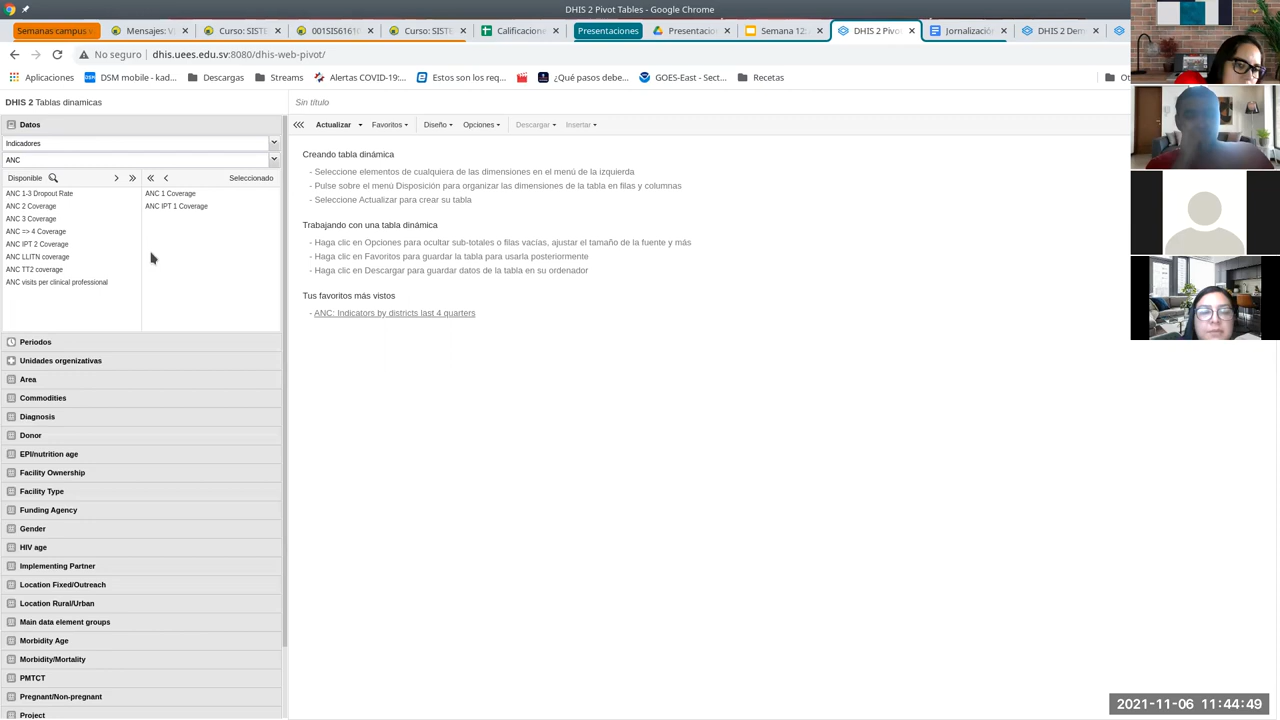 DHIS 2 Pivot Tables - Google Chrome
Semanas campus v
Mensajes: V
Curso: SISTE
001SIS61610
Curso: SISTE
Calificacione
Presentaciones
Presentació
Semana 12:
DHIS 2 Pivot
Jornalización
DHIS 2 Dem
No seguro | dhis.uees.edu.sv:8080/dhis-web-pivot/
Aplicaciones
DSM mobile - kad...
Descargas
Streams
Alertas COVID-19:...
Estos son los req...
¿Qué pasos debe...
GOES-East - Sect...
Recetas
DHIS 2 Tablas dinamicas
Sin título
Datos
Actualizar
Favoritos
Diseño
Opciones
Descargar
Insertar
Indicadores
ANC
Disponible
Seleccionado
ANC 1-3 Dropout Rate
ANC 2 Coverage
ANC 3 Coverage
ANC => 4 Coverage
ANC IPT 2 Coverage
ANC LLITN coverage
ANC TT2 coverage
ANC visits per clinical professional
ANC 1 Coverage
ANC IPT 1 Coverage
Creando tabla dinámica
- Seleccione elementos de cualquiera de las dimensiones en el menú de la izquierda
- Pulse sobre el menú Disposición para organizar las dimensiones de la tabla en filas y columnas
- Seleccione Actualizar para crear su tabla
Trabajando con una tabla dinámica
- Haga clic en Opciones para ocultar sub-totales o filas vacías, ajustar el tamaño de la fuente y más
- Haga clic en Favoritos para guardar la tabla para usarla posteriormente
- Haga clic en Descargar para guardar datos de la tabla en su ordenador
Tus favoritos más vistos
- ANC: Indicators by districts last 4 quarters
Periodos
Unidades orgenizativas
Area
Commodities
Diagnosis
Donor
EPI/nutrition age
Facility Ownership
Facility Type
Funding Agency
Gender
HIV age
Implementing Partner
Location Fixed/Outreach
Location Rural/Urban
Main data element groups
Morbidity Age
Morbidity/Mortality
PMTCT
Pregnant/Non-pregnant
Project
2021-11-06 11:44:49